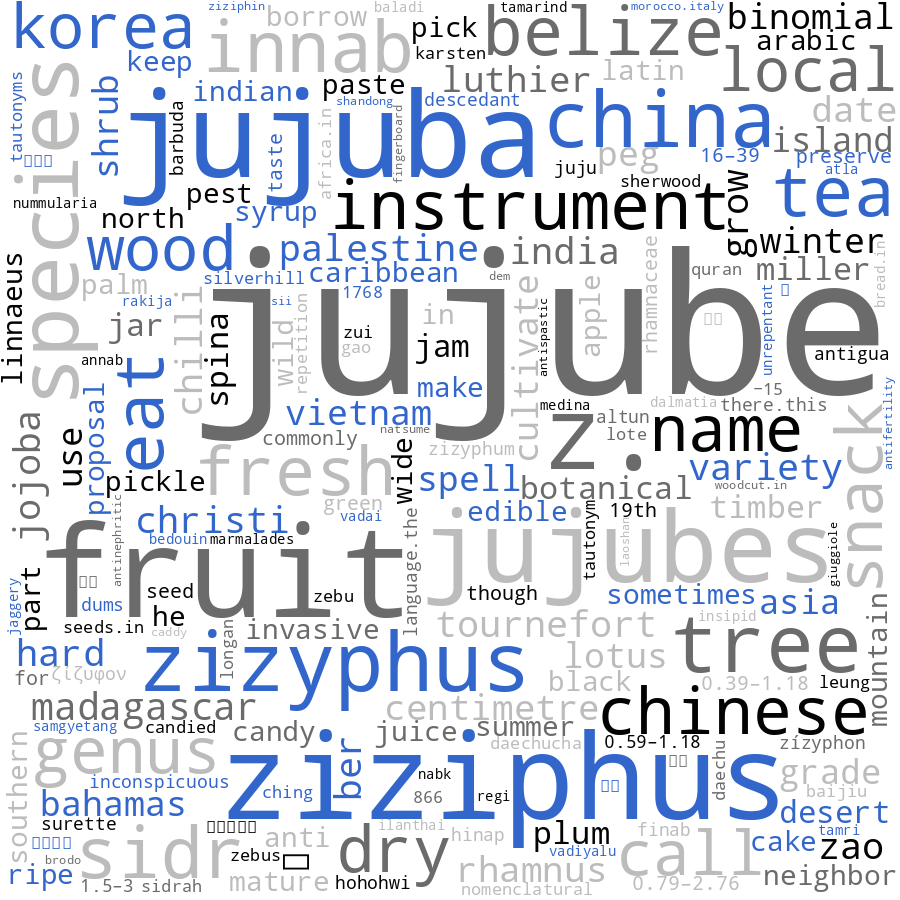 ziziphin
baladi
tamarind
morocco.italy
korea
borrow
pick
belize
binomial
innab
karsten
arabic
keep
luthier
latin
local
tautonyms
shrub
indian
paste
shandong
descedant
china
date
species
jujuba
barbuda
taste
africa.in
fingerboard
island
juju
peg
16–39
preserve
atla
nummularia
pest
sherwood
tea
north
syrup
instrument
grow
winter
wood
palestine
india
rhamnaceae
bread.in
linnaeus
palm
silverhill
caribbean
dem
quran
miller
rakija
sii
1768
jujube
cultivate
apple
unrepentant
jar
chilli
spina
wild
repetition
zui
in
antispastic
annab
gao
jam
antigua
make
−15
eat
proposal
vietnam
medina
z.
altun
dalmatia
there.this
antifertility
jojoba
use
commonly
natsume
lote
name
snack
wide
zizyphum
variety
pickle
fresh
spell
botanical
woodcut.in
green
timber
antinephritic
christi
vadai
language.the
edible
tautonym
19th
bedouin
marmalades
jujubes
laoshan
giuggiole
jaggery
part
fruit
seed
zebu
though
sometimes
asia
dums
he
seeds.in
caddy
longan
invasive
tournefort
insipid
tree
mountain
hard
zizyphus
lotus
for
ζίζυφον
black
0.39–1.18
leung
madagascar
centimetre
chinese
samgyetang
candied
candy
juice
summer
southern
genus
daechucha
0.59–1.18
zízyphon
inconspicuous
ching
ber
nabk
ziziphus
daechu
grade
baijiu
bahamas
866
regi
desert
surette
anti
ilanthai
hinap
plum
finab
cake
tamri
brodo
sidr
zebus
dry
vadiyalu
call
zao
ripe
1.5–3
sidrah
mature
hohohwi
rhamnus
nomenclatural
0.79–2.76
neighbor